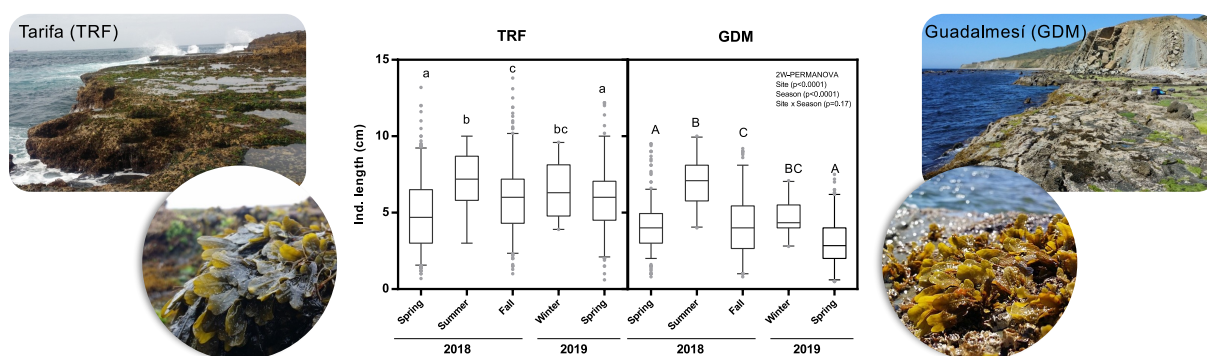 Tarifa (TRF)
TRF
GDM
Guadalmesí (GDM)
Ind. length (cm)
15
10
5
0
a
b
c
bc
a
A
B
C
BC
A
2W-PERMANOVA
Site (p<0.0001)
Season (p<0.0001)
Site x Season (p=0.17)
Spring
Summer
Fall
Winter
Spring
Spring
Summer
Fall
Winter
Spring
2018
2019
2018
2019